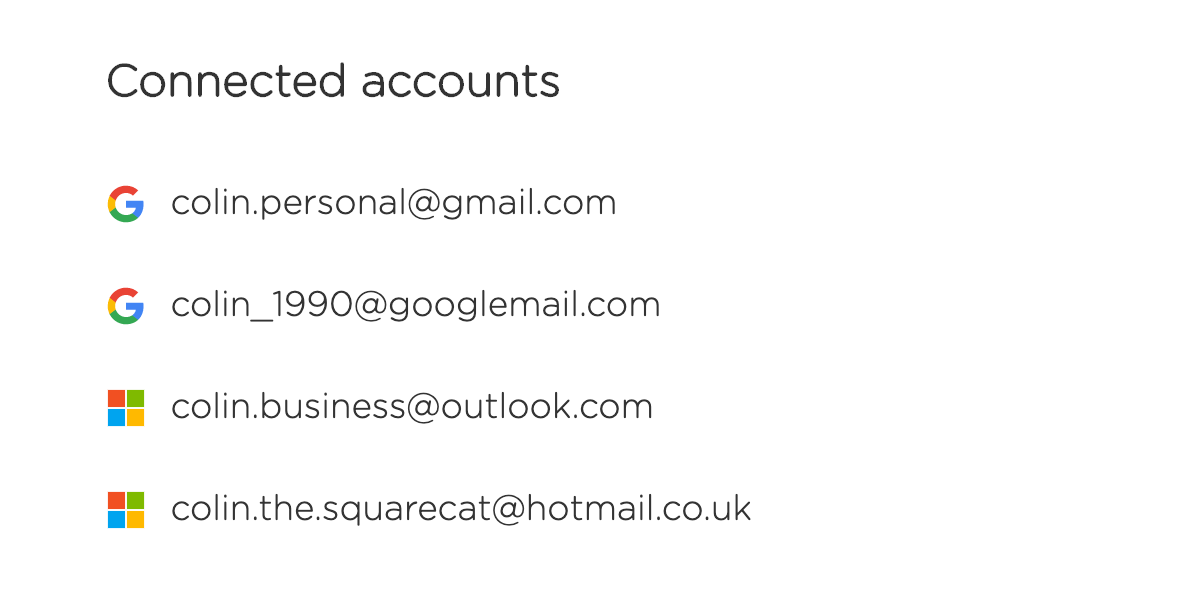 Connected accounts
colin.personal@gmail.com
colin_1990@googlemail.com
colin.business@outlook.com
colin.the.squarecat@hotmail.co.uk